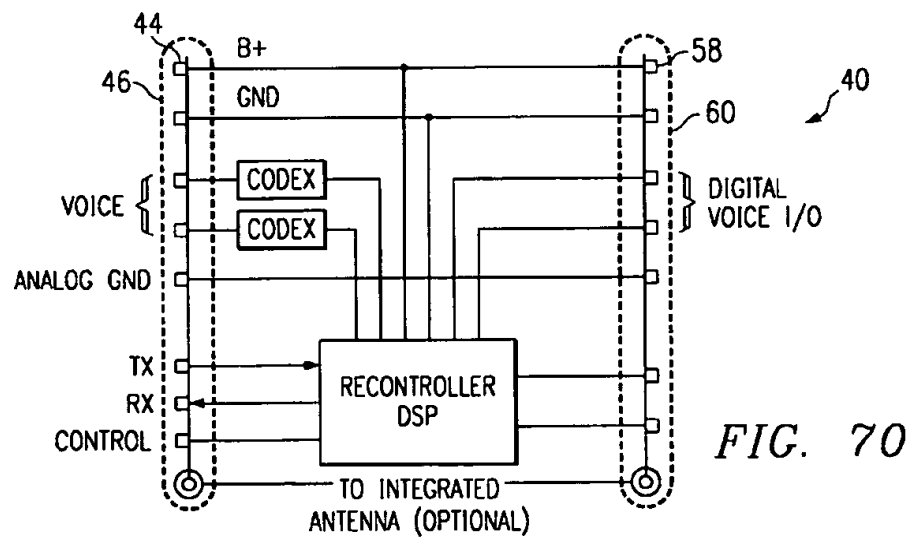 44
B+
58
46
GND
40
60
CODEX
VOICE
CODEX
DIGITAL
VOICE I/O
ANALOG GND
TX
RX
CONTROL
RECONTROLLER
DSP
FIG. 70
TO INTEGRATED
ANTENNA (OPTIONAL)